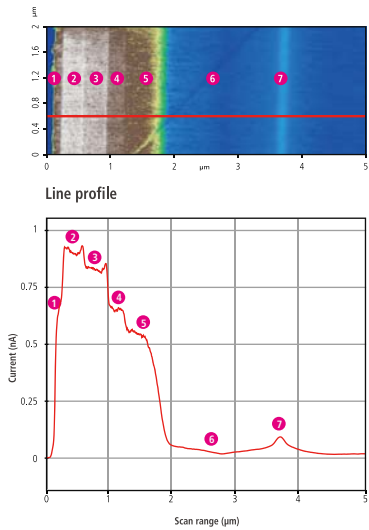 µm
2
1.6
1.2
0.8
0.4
0
1 2 3 4 5 6 7
0 1 2 µm 3 4 5
Line profile
1
0.75
0.5
0.25
0
Current (nA)
1
2
3
4
5
6
7
0 1 2 3 4 5
Scan range (µm)